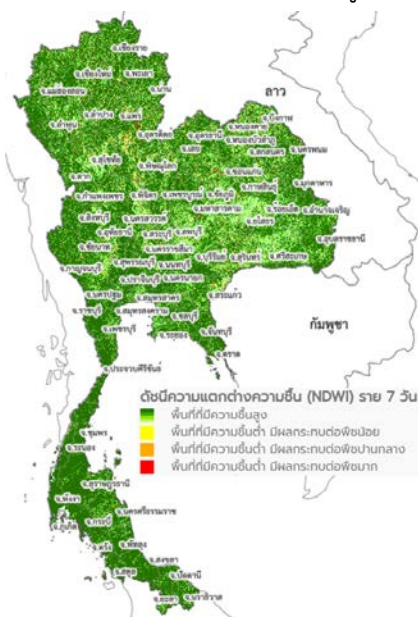 จ.เชียงราย
จ.เชียงใหม่
จ.พะเยา
จ.แม่ฮ่องสอน
จ.น่าน
จ.ลำปาง
จ.แพร่
จ.ลำพูน
จ.อุตรดิตถ์
ลาว
จ.บึงกาฬ
จ.หนองคาย
จ.อุดรธานี
จ.เลย
จ.หนองบัวลำภู
จ.สกลนคร
จ.นครพนม
จ.สุโขทัย
จ.พิษณุโลก
จ.ตาก
จ.ขอนแก่น
จ.กาฬสินธุ์
จ.มุกดาหาร
จ.กำแพงเพชร
จ.พิจิตร
จ.เพชรบูรณ์
จ.ชัยภูมิ
จ.มหาสารคาม
จ.ร้อยเอ็ด
จ.อำนาจเจริญ
จ.ยโสธร
จ.สิงห์บุรี
จ.นครสวรรค์
จ.อุทัยธานี
จ.สระบุรี
จ.ลพบุรี
จ.อุบลราชธานี
จ.ชัยนาท
จ.นครราชสีมา
จ.บุรีรัมย์
จ.สุรินทร์
จ.ศรีสะเกษ
จ.กาญจนบุรี
จ.สุพรรณบุรี
จ.นนทบุรี
จ.ปราจีนบุรี
จ.นครนายก
จ.นครปฐม
จ.สมุทรสาคร
จ.สระแก้ว
จ.ราชบุรี
จ.สมุทรสงคราม
จ.ชลบุรี
กัมพูชา
จ.เพชรบุรี
จ.ระยอง
จ.จันทบุรี
จ.ตราด
จ.ประจวบคีรีขันธ์
ดัชนีความแตกต่างความชื้น (NDWI) ราย 7 วัน
พื้นที่ที่มีความชื้นสูง
พื้นที่ที่มีความชื้นต่ำ มีผลกระทบต่อพืชน้อย
พื้นที่ที่มีความชื้นต่ำ มีผลกระทบต่อพืชปานกลาง
พื้นที่ที่มีความชื้นต่ำ มีผลกระทบต่อพืชมาก
จ.ชุมพร
จ.ระนอง
จ.สุราษฎร์ธานี
จ.พังงา
จ.นครศรีธรรมราช
จ.ภูเก็ต
จ.กระบี่
จ.ตรัง
จ.พัทลุง
จ.สงขลา
จ.สตูล
จ.ปัตตานี
จ.ยะลา
จ.นราธิวาส